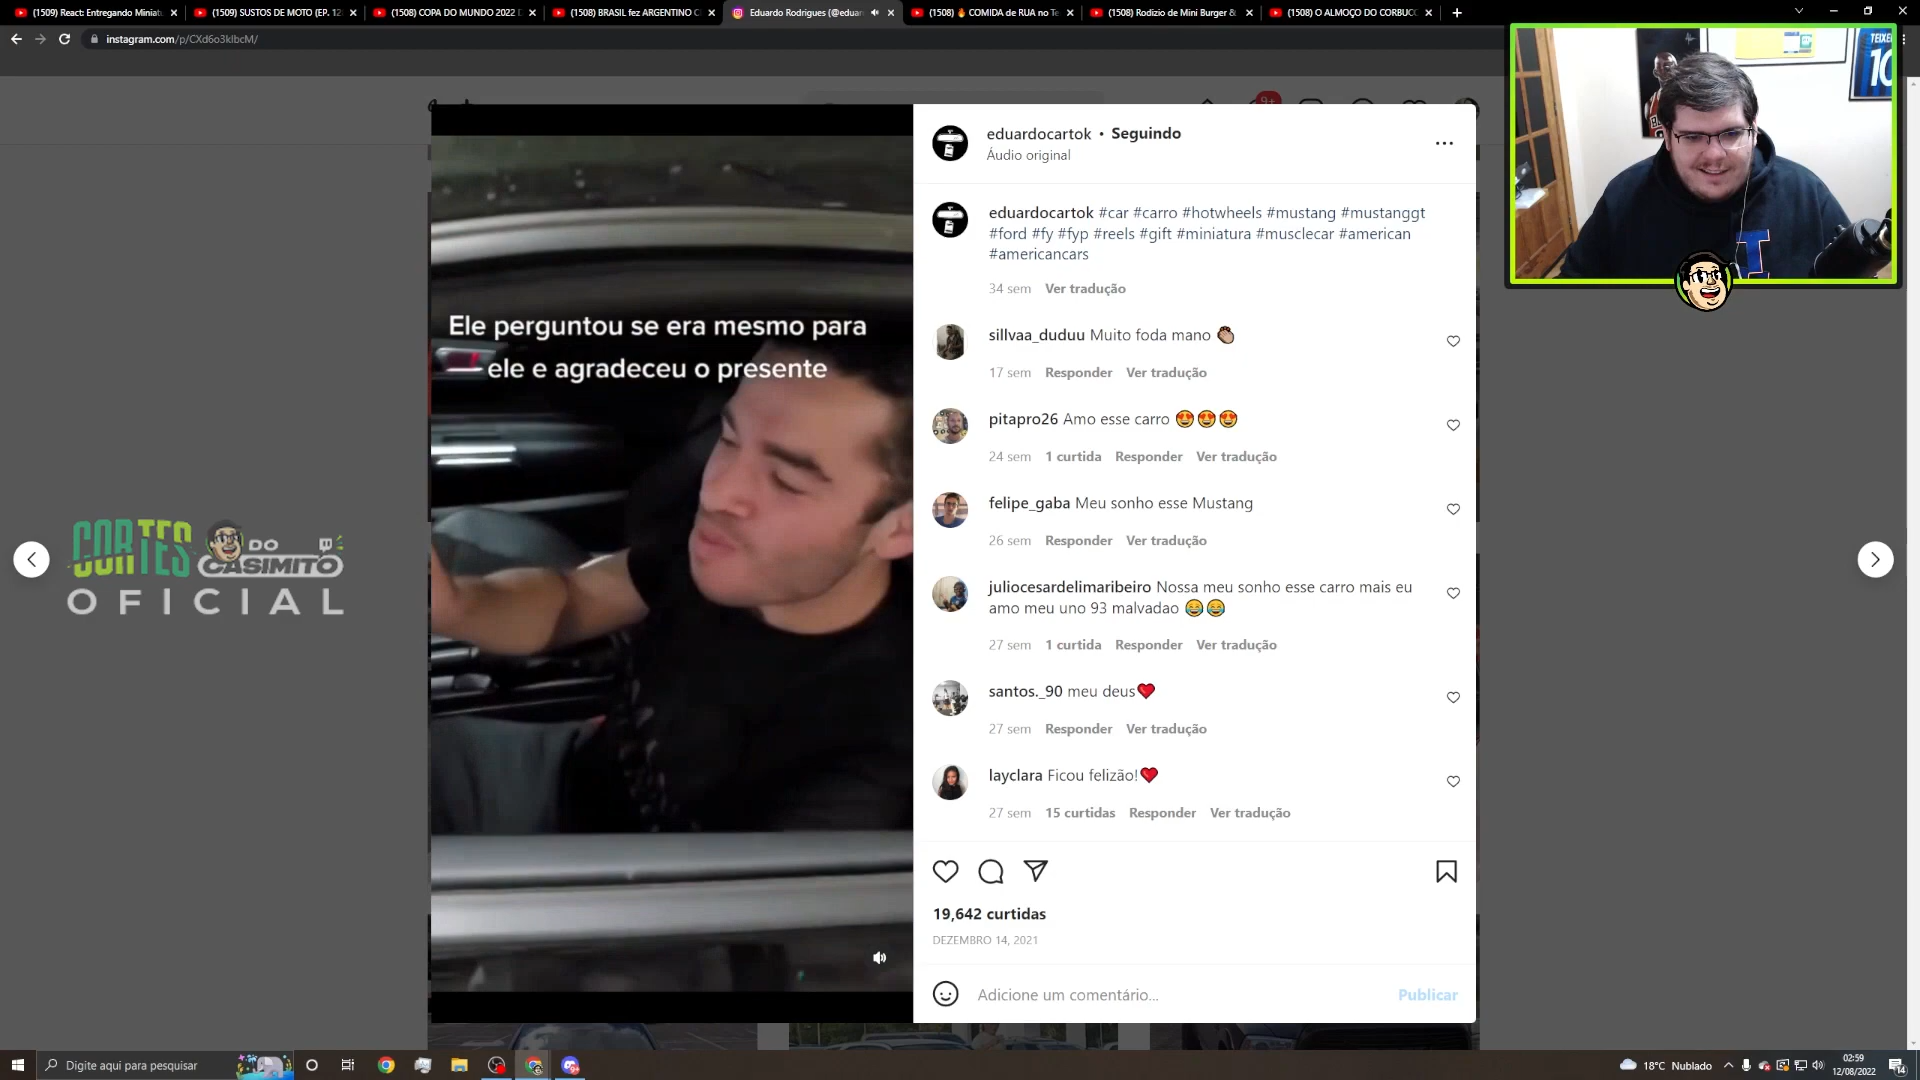 (1509) React: Entregando Miniat
(1509) SUSTOS DE MOTO (EP. 12
(1508) COPA DO MUNDO 2022
(1508) BRASIL fez ARGENTINO C
Eduardo Rodrigues (@eduar
(1508) 🔥 COMIDA de RUA no Te
(1508) Rodizio de Mini Burger &
(1508) O ALMOÇO DO CORBUC
instagram.com/p/CXd6o3klbcM/
9+
TEIXEI
10
eduardocartok • Seguindo
Áudio original
eduardocartok #car #carro #hotwheels #mustang #mustanggt
#ford #fy #fyp #reels #gift #miniatura #musclecar #american
#americancars
34 sem Ver tradução
Ele perguntou se era mesmo para
ele e agradeceu o presente
sillvaa_duduu Muito foda mano 👏🏽
17 sem Responder Ver tradução
pitapro26 Amo esse carro 😍😍😍
24 sem 1 curtida Responder Ver tradução
felipe_gaba Meu sonho esse Mustang
26 sem Responder Ver tradução
juliocesardelimaribeiro Nossa meu sonho esse carro mais eu
amo meu uno 93 malvadao 😂😂
27 sem 1 curtida Responder Ver tradução
santos._90 meu deus❤️
27 sem Responder Ver tradução
layclara Ficou felizão!❤️
27 sem 15 curtidas Responder Ver tradução
CORTES DO
CASIMITO
OFICIAL
19,642 curtidas
DEZEMBRO 14, 2021
Adicione um comentário... Publicar
Digite aqui para pesquisar
18°C Nublado
02:59
12/08/2022
14